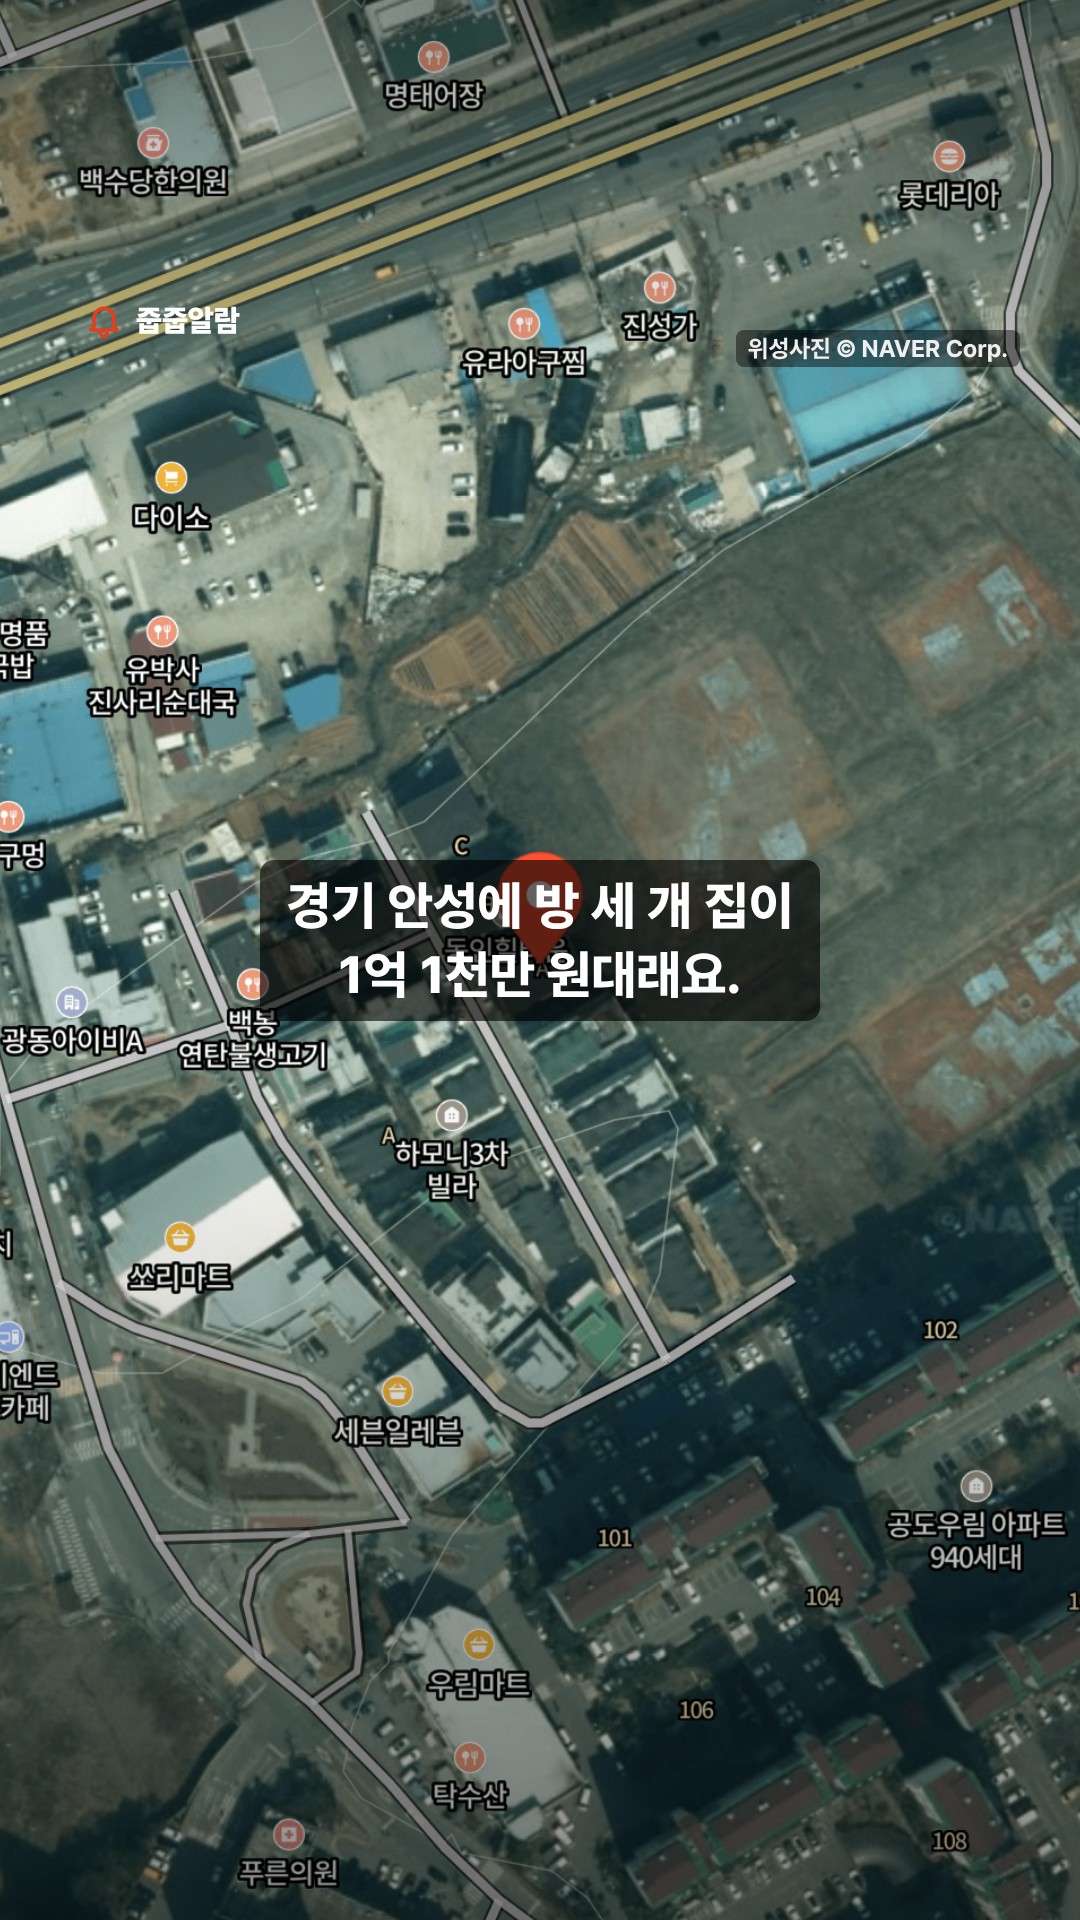 명태어장
백수당한의원
롯데리아
줍줍알람
진성가
유라아구찜
위성사진 © NAVER Corp.
다이소
명품
국밥
유박사
진사리순대국
구멍
C
경기 안성에 방 세 개 집이
1억 1천만 원대래요.
광동아이비A
백동
연탄불생고기
A
하모니3차
빌라
쏘리마트
102
카페
세븐일레븐
공도우림 아파트
940세대
101
104
우림마트
106
탁수산
108
푸른의원